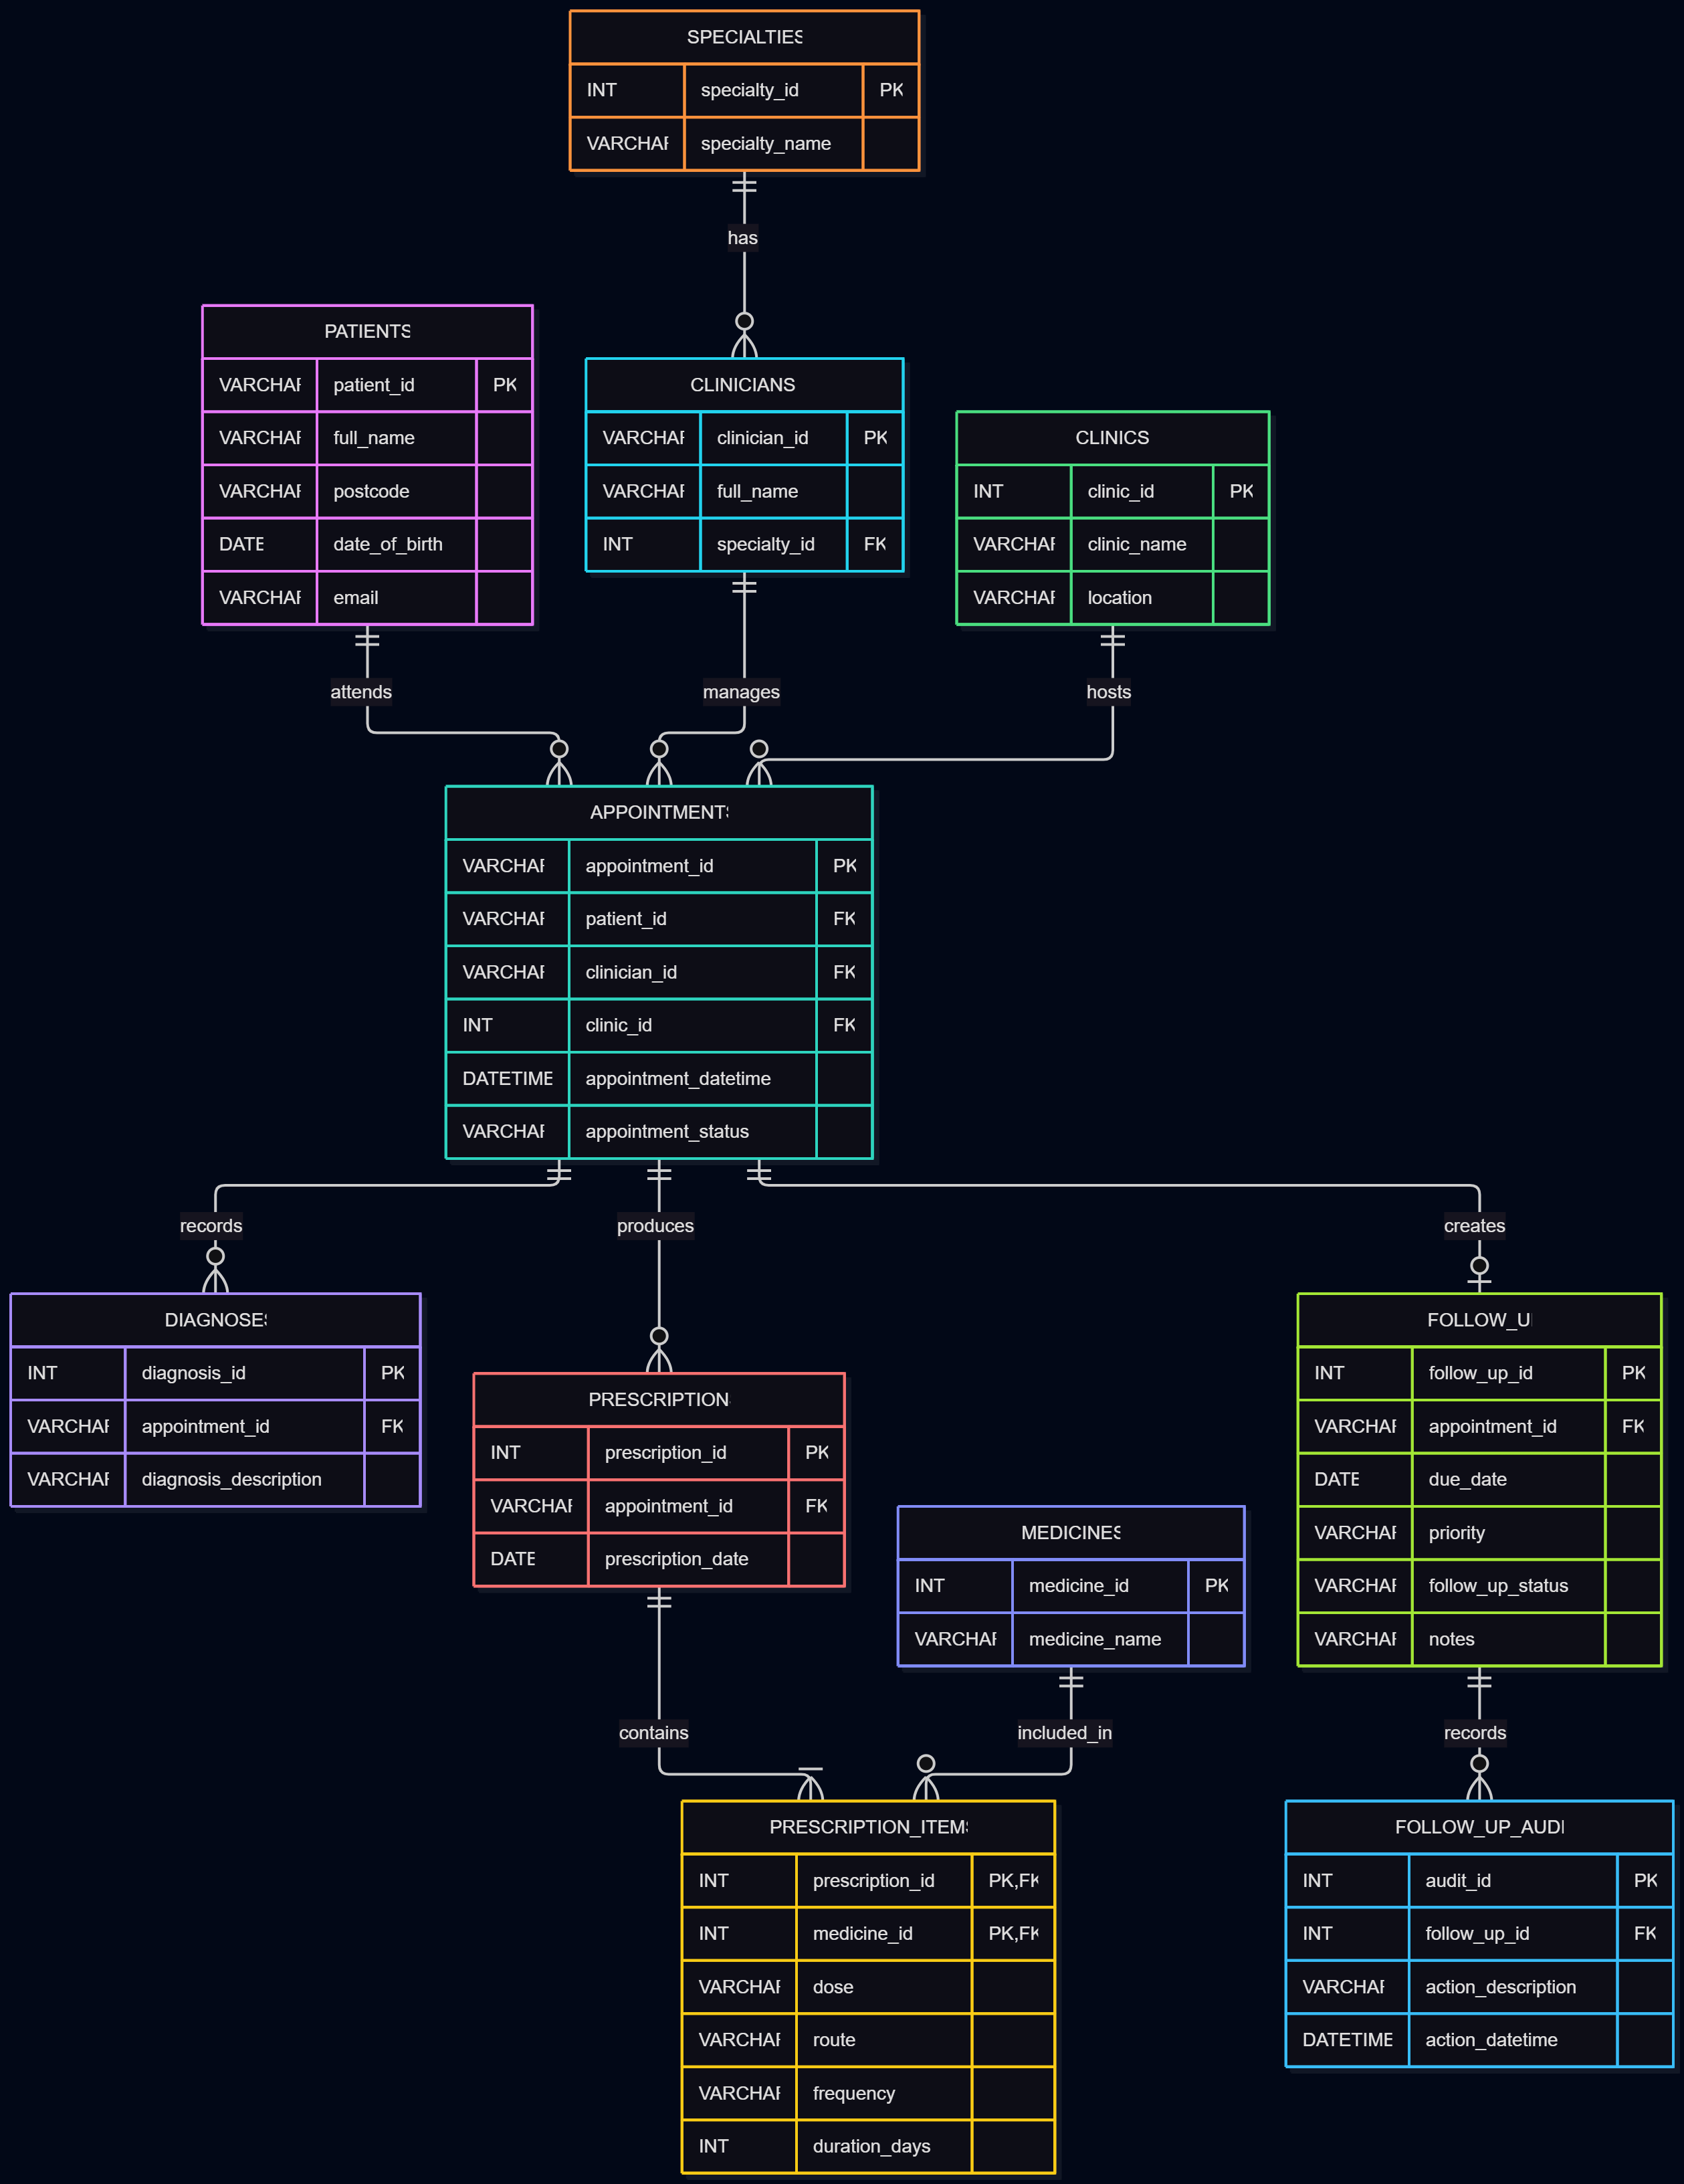 SPECIALTIES
INT specialty_id PK
VARCHAR specialty_name
has
PATIENTS
VARCHAR patient_id PK
VARCHAR full_name
VARCHAR postcode
DATE date_of_birth
VARCHAR email
CLINICIANS
VARCHAR clinician_id PK
VARCHAR full_name
INT specialty_id FK
CLINICS
INT clinic_id PK
VARCHAR clinic_name
VARCHAR location
attends
manages
hosts
APPOINTMENTS
VARCHAR appointment_id PK
VARCHAR patient_id FK
VARCHAR clinician_id FK
INT clinic_id FK
DATETIME appointment_datetime
VARCHAR appointment_status
records
produces
creates
DIAGNOSES
INT diagnosis_id PK
VARCHAR appointment_id FK
VARCHAR diagnosis_description
PRESCRIPTION
INT prescription_id PK
VARCHAR appointment_id FK
DATE prescription_date
MEDICINES
INT medicine_id PK
VARCHAR medicine_name
FOLLOW_U
INT follow_up_id PK
VARCHAR appointment_id FK
DATE due_date
VARCHAR priority
VARCHAR follow_up_status
VARCHAR notes
contains
included_in
records
PRESCRIPTION_ITEMS
INT prescription_id PK,FK
INT medicine_id PK,FK
VARCHAR dose
VARCHAR route
VARCHAR frequency
INT duration_days
FOLLOW_UP_AUDI
INT audit_id PK
INT follow_up_id FK
VARCHAR action_description
DATETIME action_datetime